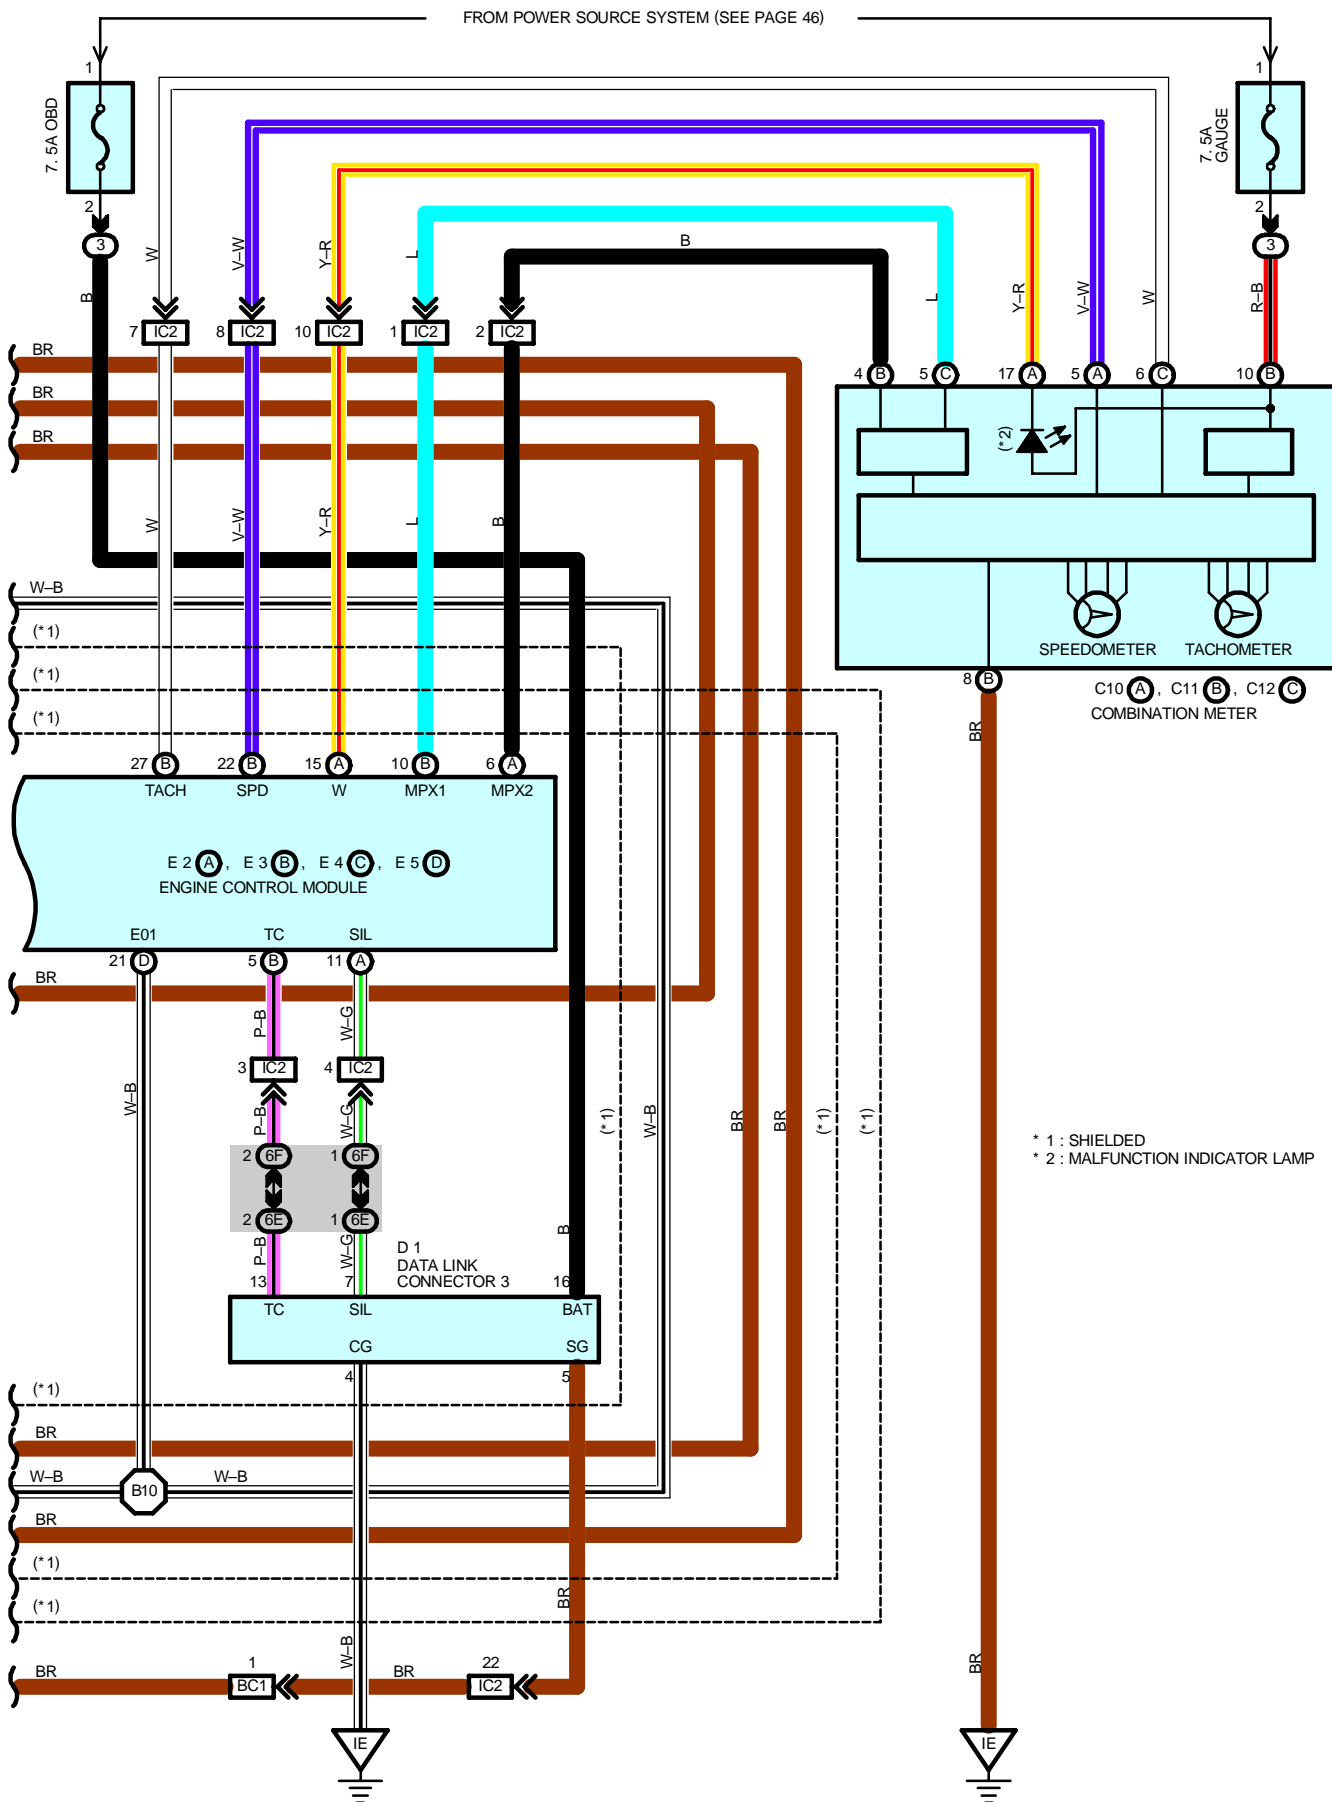 FROM POWER SOURCE SYSTEM (SEE PAGE 46)
1
1
7. 5A OBD
7. 5A
GAUGE
2
2
3
3
B
W
V–W
Y–R
L
B
L
Y–R
V–W
W
R–B
7 IC2
8 IC2
10 IC2
1 IC2
2 IC2
BR
BR
BR
4 B
5 C
17 A
5 A
6 C
10 B
(* 2)
W
V–W
Y–R
L
B
W–B
(* 1)
(* 1)
(* 1)
SPEEDOMETER
TACHOMETER
8 B
C10 A , C11 B , C12 C
COMBINATION METER
BR
27 B
22 B
15 A
10 B
6 A
TACH
SPD
W
MPX1
MPX2
E 2 A , E 3 B , E 4 C , E 5 D
ENGINE CONTROL MODULE
E01
TC
SIL
21 D
5 B
11 A
BR
P–B
W–G
3 IC2
4 IC2
W–B
P–B
W–G
(* 1)
W–B
BR
BR
(* 1)
(* 1)
* 1 : SHIELDED
* 2 : MALFUNCTION INDICATOR LAMP
2 6F
1 6F
2 6E
1 6E
P–B
W–G
B
D 1
DATA LINK
CONNECTOR 3
13
7
16
TC
SIL
BAT
CG
SG
4
5
(* 1)
BR
W–B
W–B
B10
BR
(* 1)
(* 1)
BR
W–B
BR
BR
1
BC1
BR
22
IC2
IE
IE